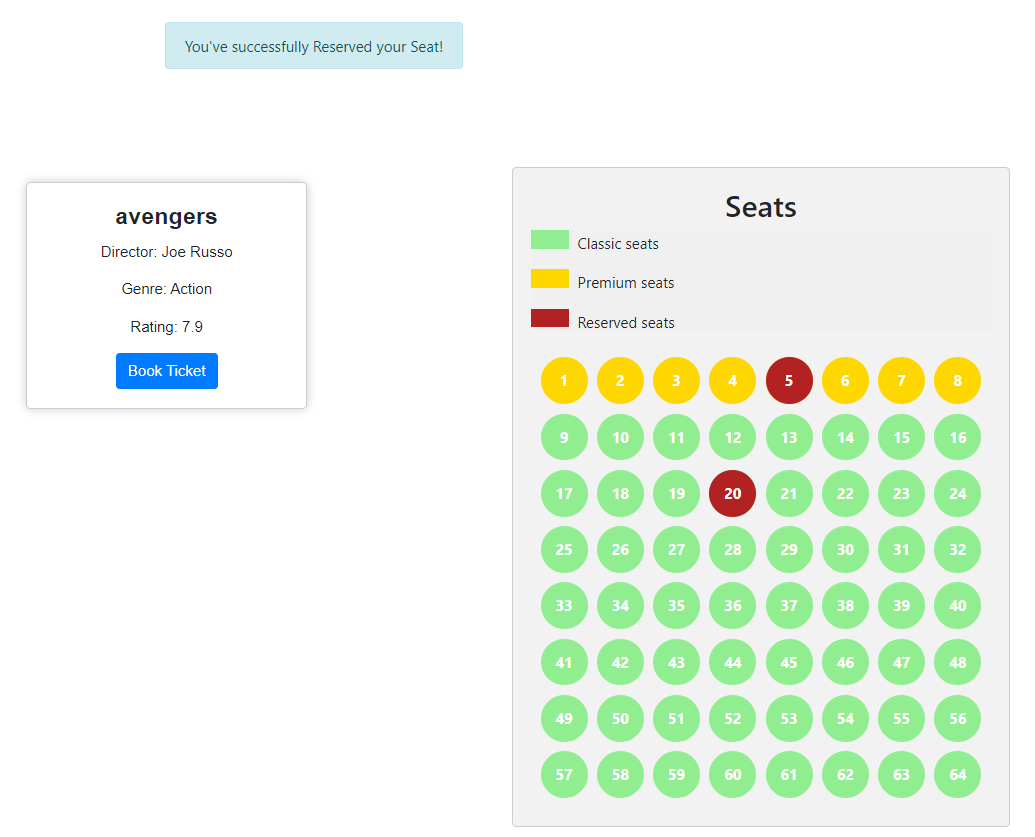 You've successfully Reserved your Seat!
avengers
Director: Joe Russo
Genre: Action
Rating: 7.9
Book Ticket
Seats
Classic seats
Premium seats
Reserved seats
1 2 3 4 5 6 7 8
9 10 11 12 13 14 15 16
17 18 19 20 21 22 23 24
25 26 27 28 29 30 31 32
33 34 35 36 37 38 39 40
41 42 43 44 45 46 47 48
49 50 51 52 53 54 55 56
57 58 59 60 61 62 63 64